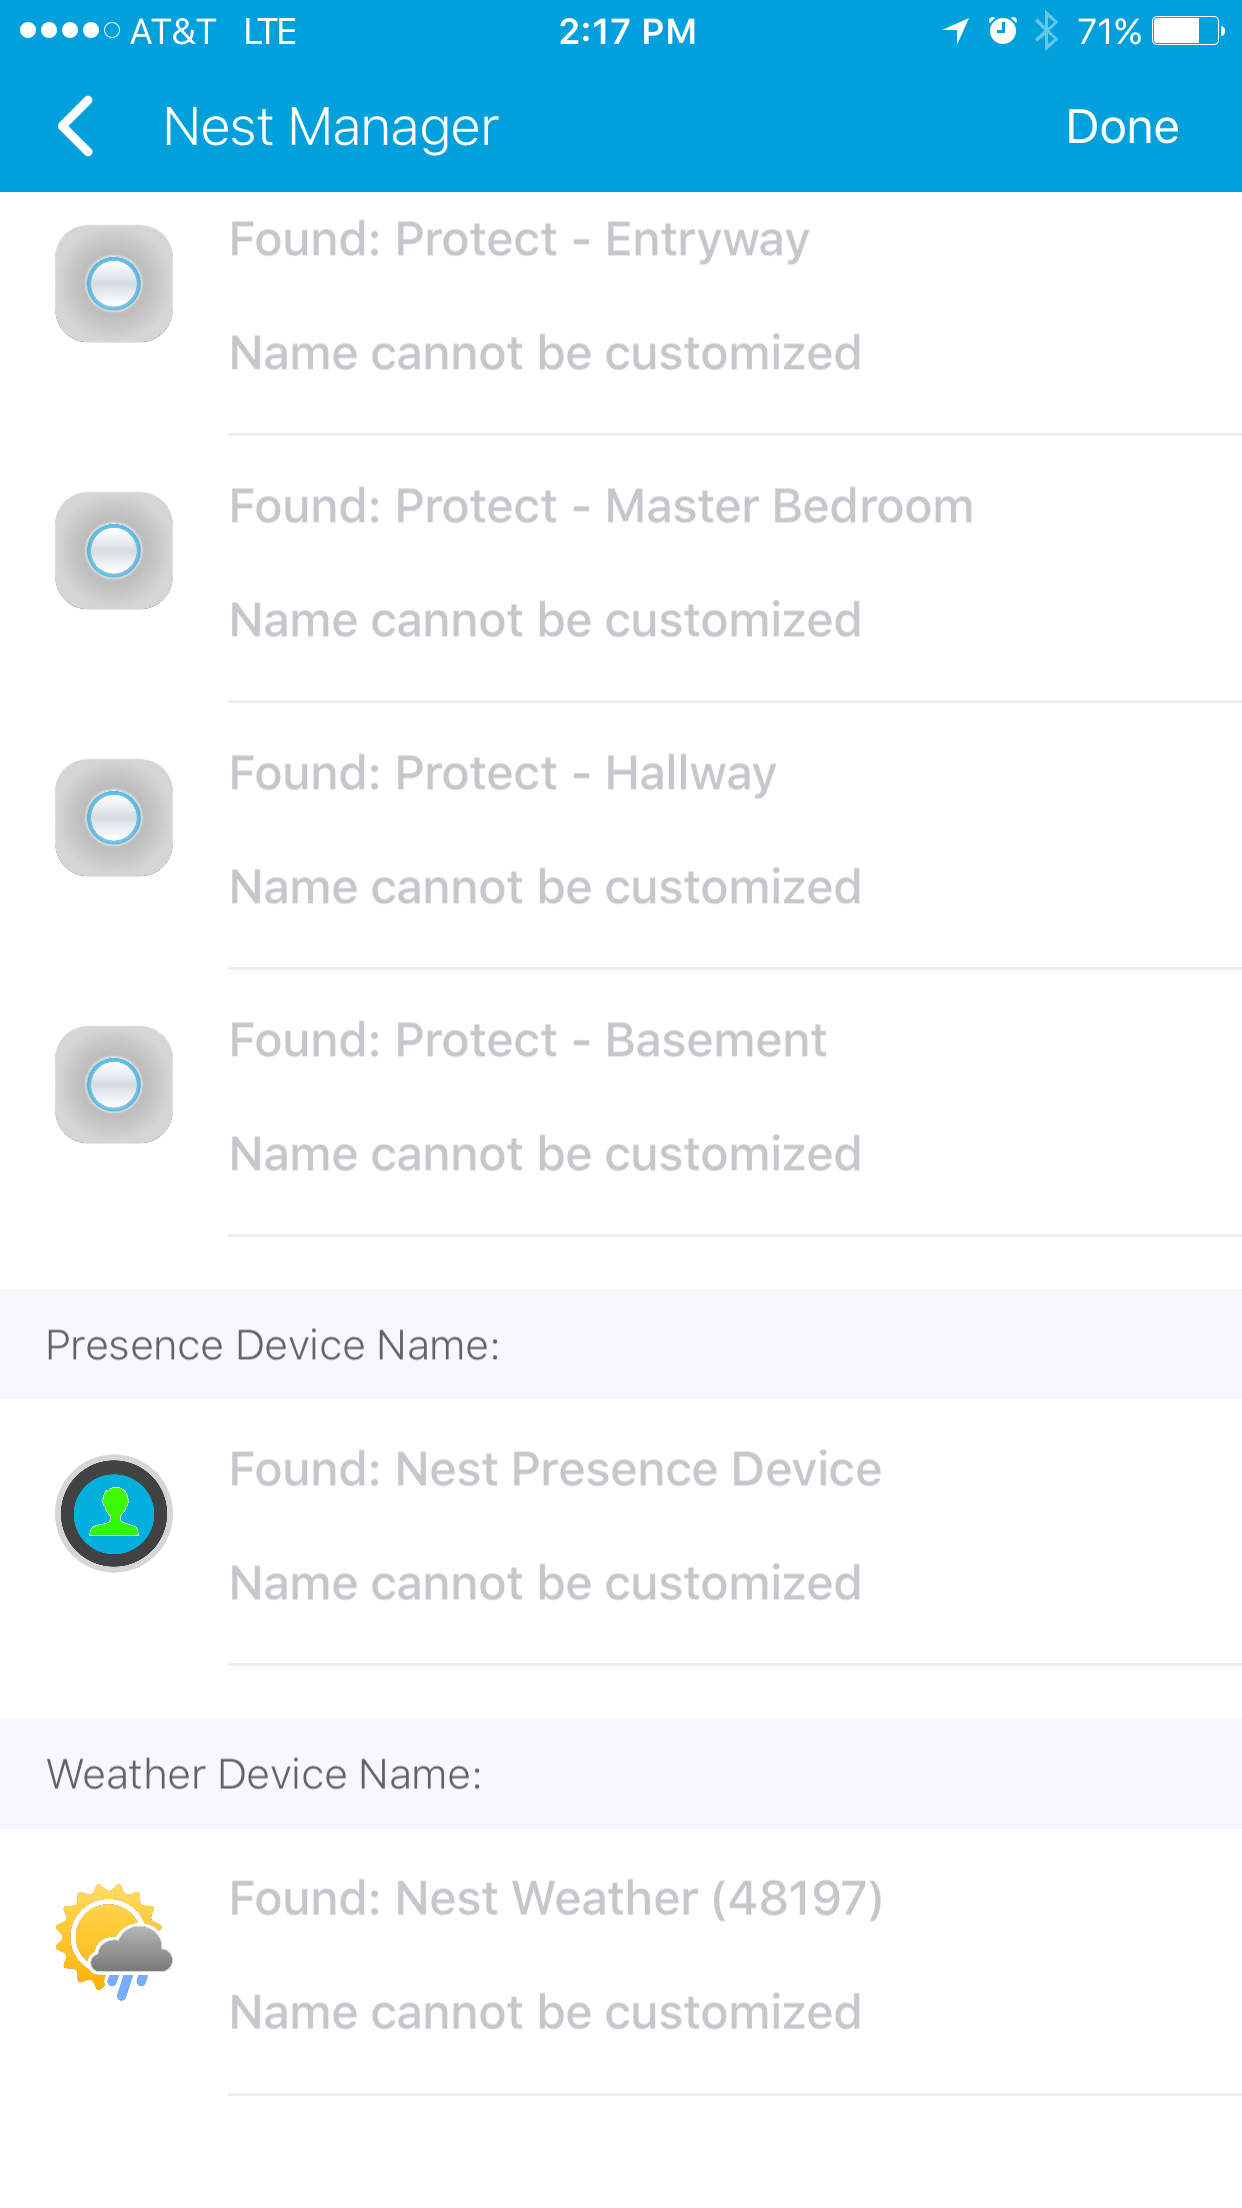 AT&T LTE 2:17 PM 71%
Nest Manager Done
Found: Protect - Entryway
Name cannot be customized
Found: Protect - Master Bedroom
Name cannot be customized
Found: Protect - Hallway
Name cannot be customized
Found: Protect - Basement
Name cannot be customized
Presence Device Name:
Found: Nest Presence Device
Name cannot be customized
Weather Device Name:
Found: Nest Weather (48197)
Name cannot be customized